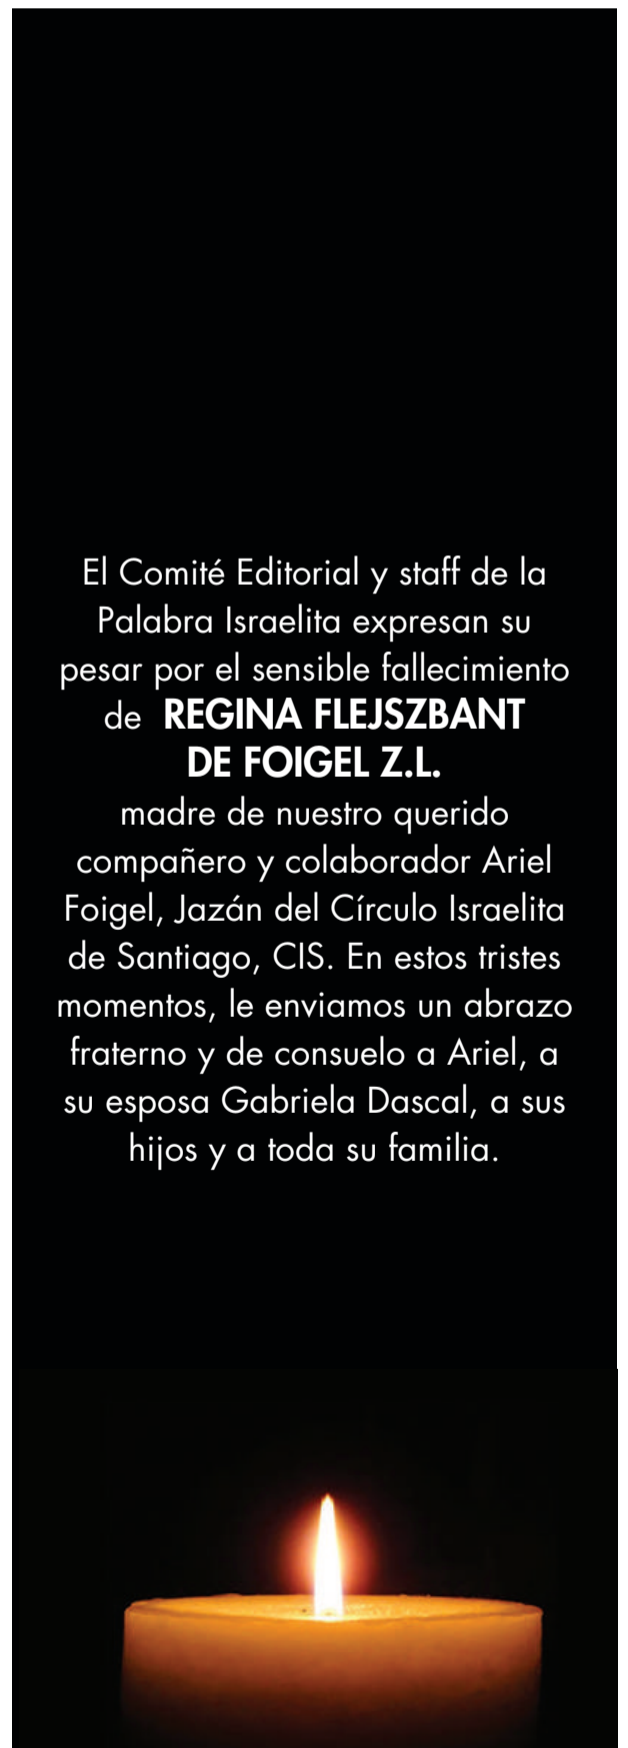 El Comité Editorial y staff de la
Palabra Israelita expresan su
pesar por el sensible fallecimiento
de REGINA FLEJSZBANT
DE FOIGEL Z.L.
madre de nuestro querido
compañero y colaborador Ariel
Foigel, Jazán del Círculo Israelita
de Santiago, CIS. En estos tristes
momentos, le enviamos un abrazo
fraterno y de consuelo a Ariel, a
su esposa Gabriela Dascal, a sus
hijos y a toda su familia.